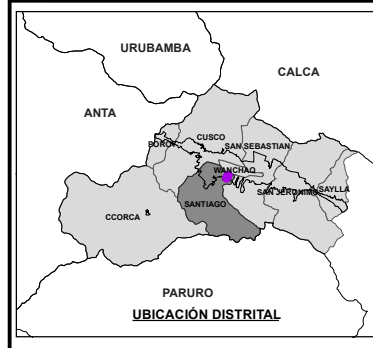 URUBAMBA
CALCA
ANTA
CUSCO
POROY
SAN SEBASTIAN
WANCHAQ
SAN JERONIMO
SAYLLA
SANTIAGO
CCORCA
PARURO
UBICACIÓN DISTRITAL